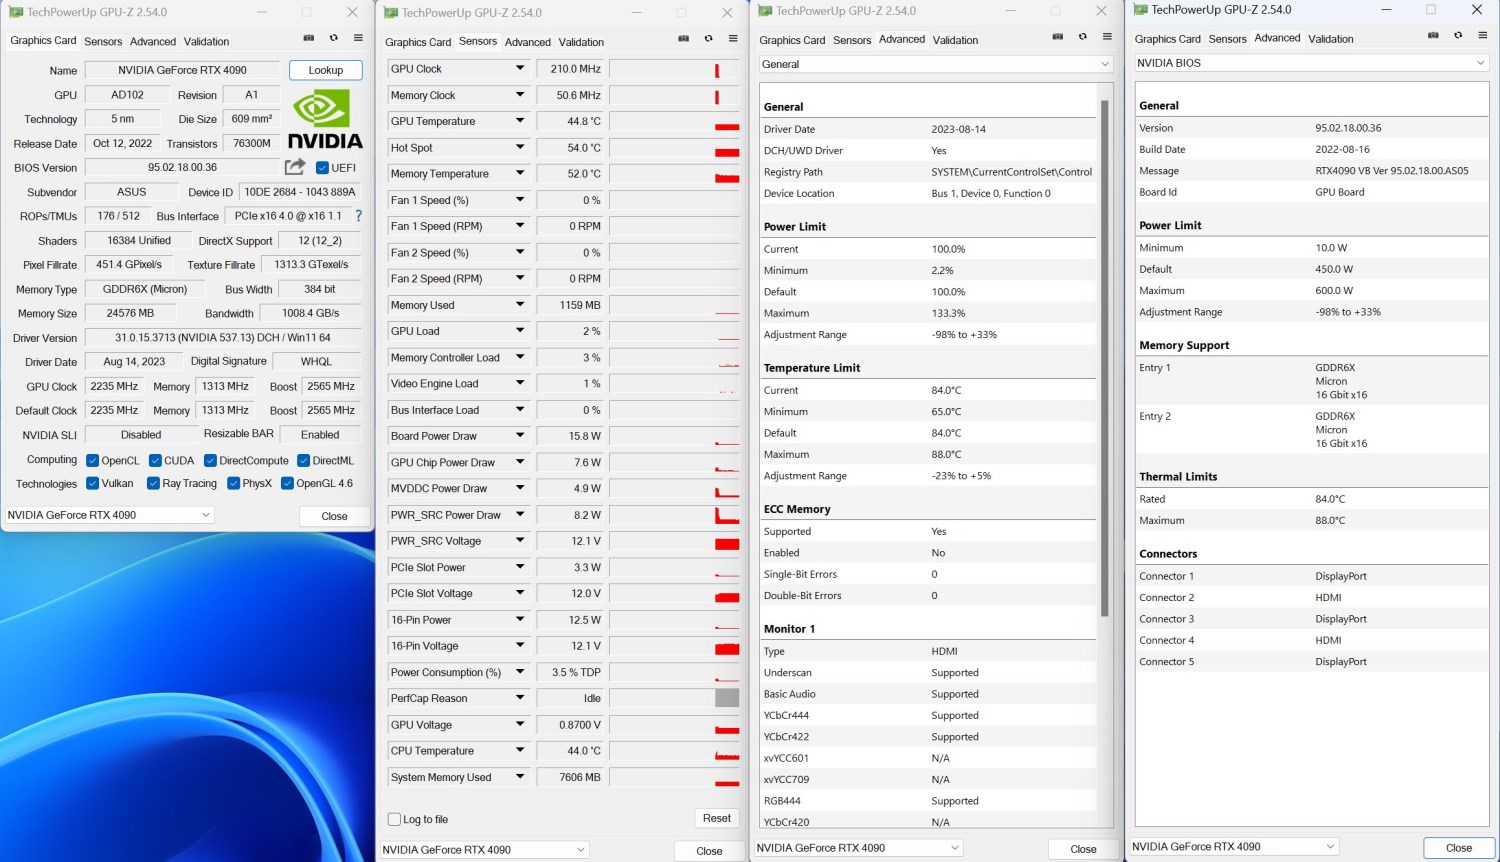 TechPowerUp GPU-Z 2.54.0
Graphics Card Sensors Advanced Validation
Name NVIDIA GeForce RTX 4090 Lookup
GPU AD102 Revision A1
Technology 5 nm Die Size 609 mm²
Release Date Oct 12, 2022 Transistors 76300M
NVIDIA
BIOS Version 95.02.18.00.36 UEFI
Subvendor ASUS Device ID 10DE 2684 - 1043 889A
ROPs/TMUs 176 / 512 Bus Interface PCIe x16 4.0 @ x16 1.1 ?
Shaders 16384 Unified DirectX Support 12 (12_2)
Pixel Fillrate 451.4 GPixel/s Texture Fillrate 1313.3 GTexel/s
Memory Type GDDR6X (Micron) Bus Width 384 bit
Memory Size 24576 MB Bandwidth 1008.4 GB/s
Driver Version 31.0.15.3713 (NVIDIA 537.13) DCH / Win11 64
Driver Date Aug 14, 2023 Digital Signature WHQL
GPU Clock 2235 MHz Memory 1313 MHz Boost 2565 MHz
Default Clock 2235 MHz Memory 1313 MHz Boost 2565 MHz
NVIDIA SLI Disabled Resizable BAR Enabled
Computing OpenCL CUDA DirectCompute DirectML
Technologies Vulkan Ray Tracing PhysX OpenGL 4.6
NVIDIA GeForce RTX 4090 Close
TechPowerUp GPU-Z 2.54.0
Graphics Card Sensors Advanced Validation
GPU Clock 210.0 MHz
Memory Clock 50.6 MHz
GPU Temperature 44.8 °C
Hot Spot 54.0 °C
Memory Temperature 52.0 °C
Fan 1 Speed (%) 0 %
Fan 1 Speed (RPM) 0 RPM
Fan 2 Speed (%) 0 %
Fan 2 Speed (RPM) 0 RPM
Memory Used 1159 MB
GPU Load 2 %
Memory Controller Load 3 %
Video Engine Load 1 %
Bus Interface Load 0 %
Board Power Draw 15.8 W
GPU Chip Power Draw 7.6 W
MVDDC Power Draw 4.9 W
PWR_SRC Power Draw 8.2 W
PWR_SRC Voltage 12.1 V
PCIe Slot Power 3.3 W
PCIe Slot Voltage 12.0 V
16-Pin Power 12.5 W
16-Pin Voltage 12.1 V
Power Consumption (%) 3.5 % TDP
PerfCap Reason Idle
GPU Voltage 0.8700 V
CPU Temperature 44.0 °C
System Memory Used 7606 MB
Log to file Reset
NVIDIA GeForce RTX 4090 Close
TechPowerUp GPU-Z 2.54.0
Graphics Card Sensors Advanced Validation
General
General
Driver Date 2023-08-14
DCH/UWD Driver Yes
Registry Path SYSTEM\CurrentControlSet\Control
Device Location Bus 1, Device 0, Function 0
Power Limit
Current 100.0%
Minimum 2.2%
Default 100.0%
Maximum 133.3%
Adjustment Range -98% to +33%
Temperature Limit
Current 84.0°C
Minimum 65.0°C
Default 84.0°C
Maximum 88.0°C
Adjustment Range -23% to +5%
ECC Memory
Supported Yes
Enabled No
Single-Bit Errors 0
Double-Bit Errors 0
Monitor 1
Type HDMI
Underscan Supported
Basic Audio Supported
YCbCr444 Supported
YCbCr422 Supported
xvYCC601 N/A
xvYCC709 N/A
RGB444 Supported
YCbCr420 N/A
NVIDIA GeForce RTX 4090 Close
TechPowerUp GPU-Z 2.54.0
Graphics Card Sensors Advanced Validation
NVIDIA BIOS
General
Version 95.02.18.00.36
Build Date 2022-08-16
Message RTX4090 VB Ver 95.02.18.00.AS05
Board Id GPU Board
Power Limit
Minimum 10.0 W
Default 450.0 W
Maximum 600.0 W
Adjustment Range -98% to +33%
Memory Support
Entry 1 GDDR6X
Micron
16 Gbit x16
Entry 2 GDDR6X
Micron
16 Gbit x16
Thermal Limits
Rated 84.0°C
Maximum 88.0°C
Connectors
Connector 1 DisplayPort
Connector 2 HDMI
Connector 3 DisplayPort
Connector 4 HDMI
Connector 5 DisplayPort
NVIDIA GeForce RTX 4090 Close